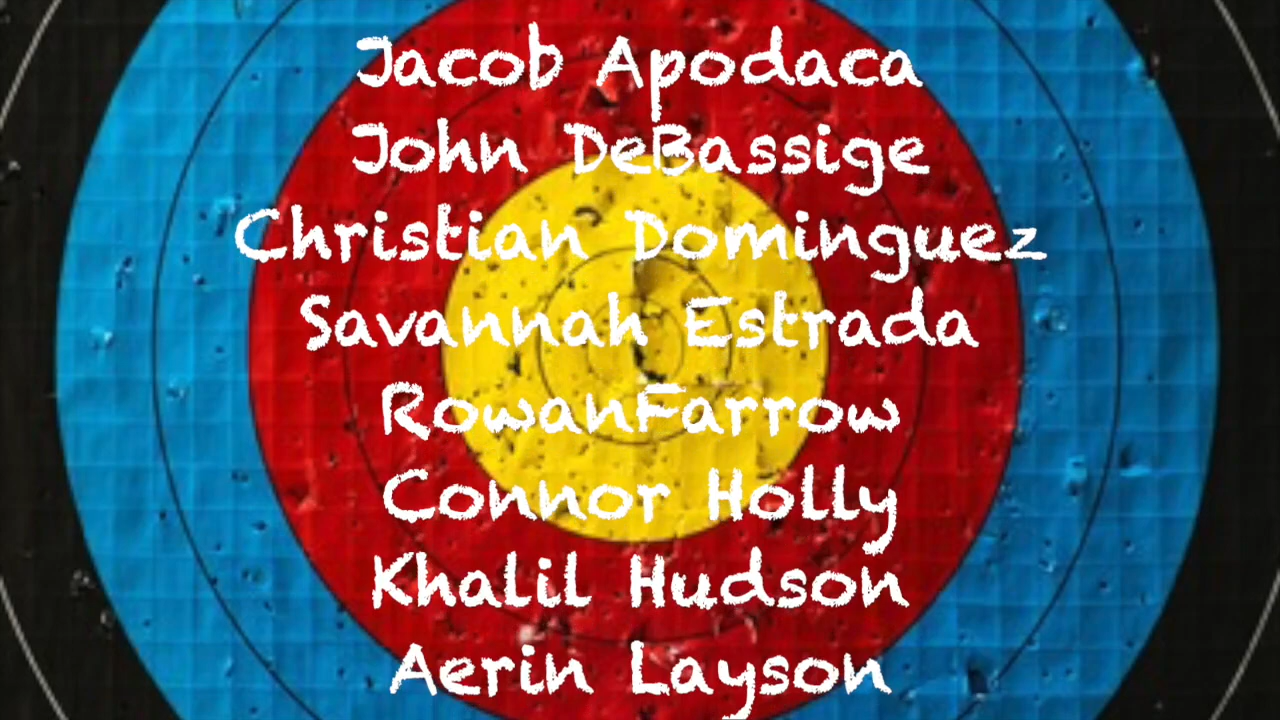 Jacob Apodaca
John DeBassige
Christian Dominguez
Savannah Estrada
RowanFarrow
Connor Holly
Khalil Hudson
Aerin Layson